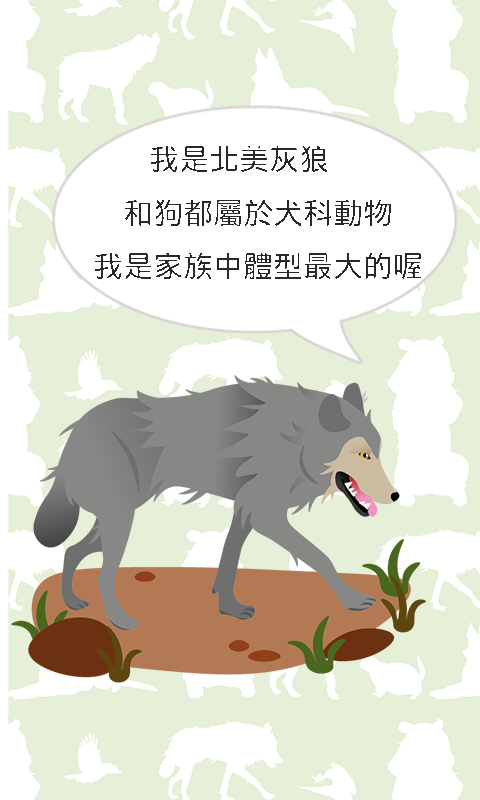 我是北美灰狼
和狗都屬於犬科動物
我是家族中體型最大的喔